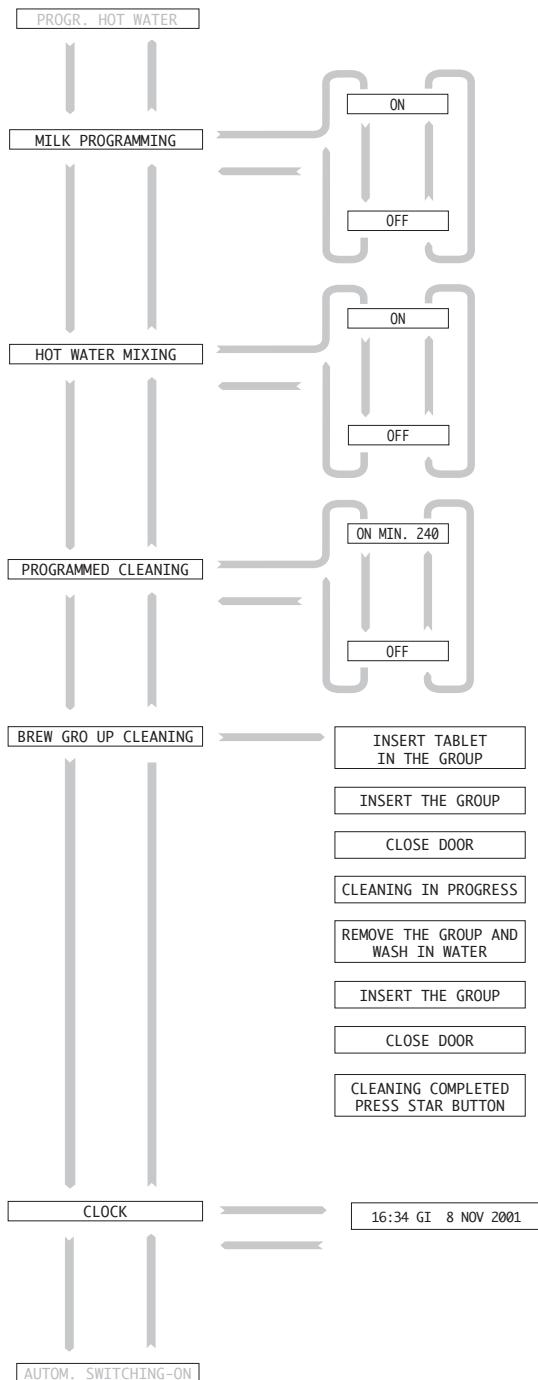 PROGR. HOT WATER
MILK PROGRAMMING
ON
OFF
HOT WATER MIXING
ON
OFF
PROGRAMMED CLEANING
ON MIN. 240
OFF
BREW GRO UP CLEANING
INSERT TABLET
IN THE GROUP
INSERT THE GROUP
CLOSE DOOR
CLEANING IN PROGRESS
REMOVE THE GROUP AND
WASH IN WATER
INSERT THE GROUP
CLOSE DOOR
CLEANING COMPLETED
PRESS STAR BUTTON
CLOCK
16:34 GI 8 NOV 2001
AUTOM. SWITCHING-ON